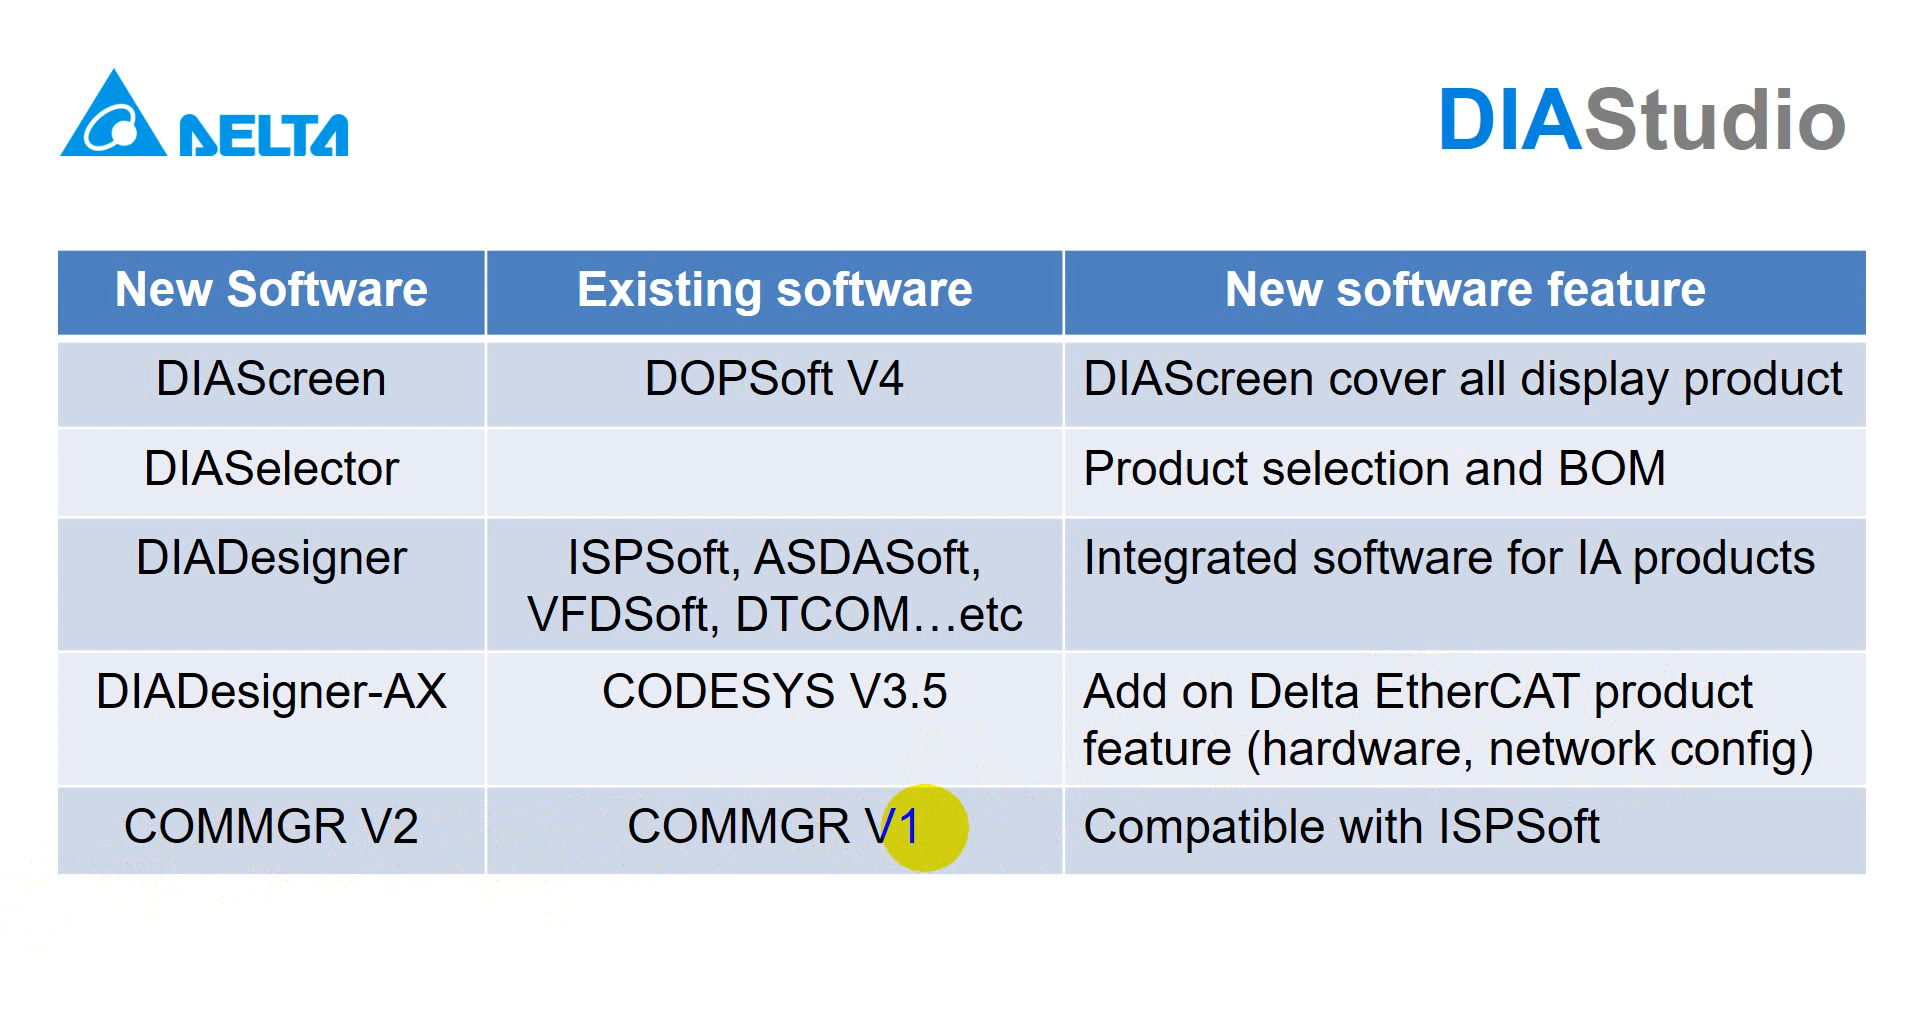 DELTA
DIAStudio
New Software
Existing software
New software feature
DIAScreen
DOPSoft V4
DIAScreen cover all display product
DIASelector
Product selection and BOM
DIADesigner
ISPSoft, ASDASoft,
VFDSoft, DTCOM...etc
Integrated software for IA products
DIADesigner-AX
CODESYS V3.5
Add on Delta EtherCAT product
feature (hardware, network config)
COMMGR V2
COMMGR V1
Compatible with ISPSoft